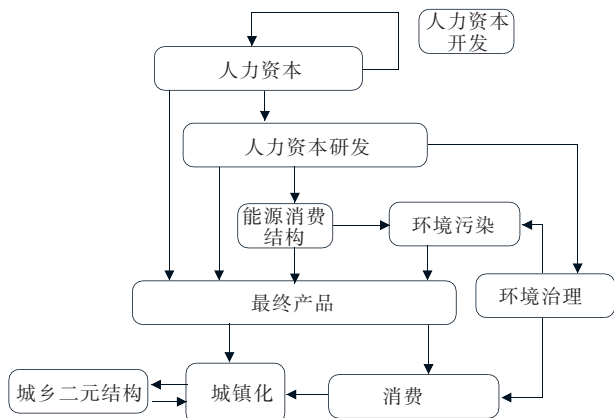 人力资本
开发
人力资本
人力资本研发
能源消费
结构
环境污染
环境治理
最终产品
城乡二元结构
城镇化
消费